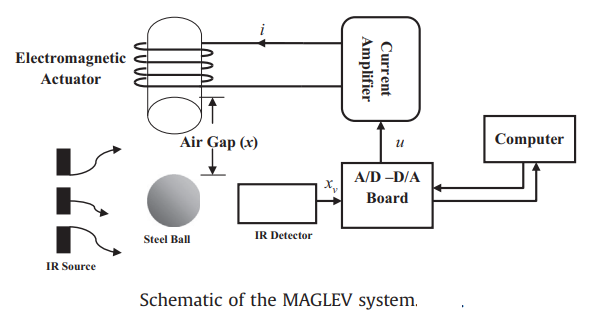 i
Electromagnetic
Actuator
Current
Amplifier
Air Gap (x)
u
Computer
x_v
A/D –D/A
Board
Steel Ball
IR Detector
IR Source
Schematic of the MAGLEV system.